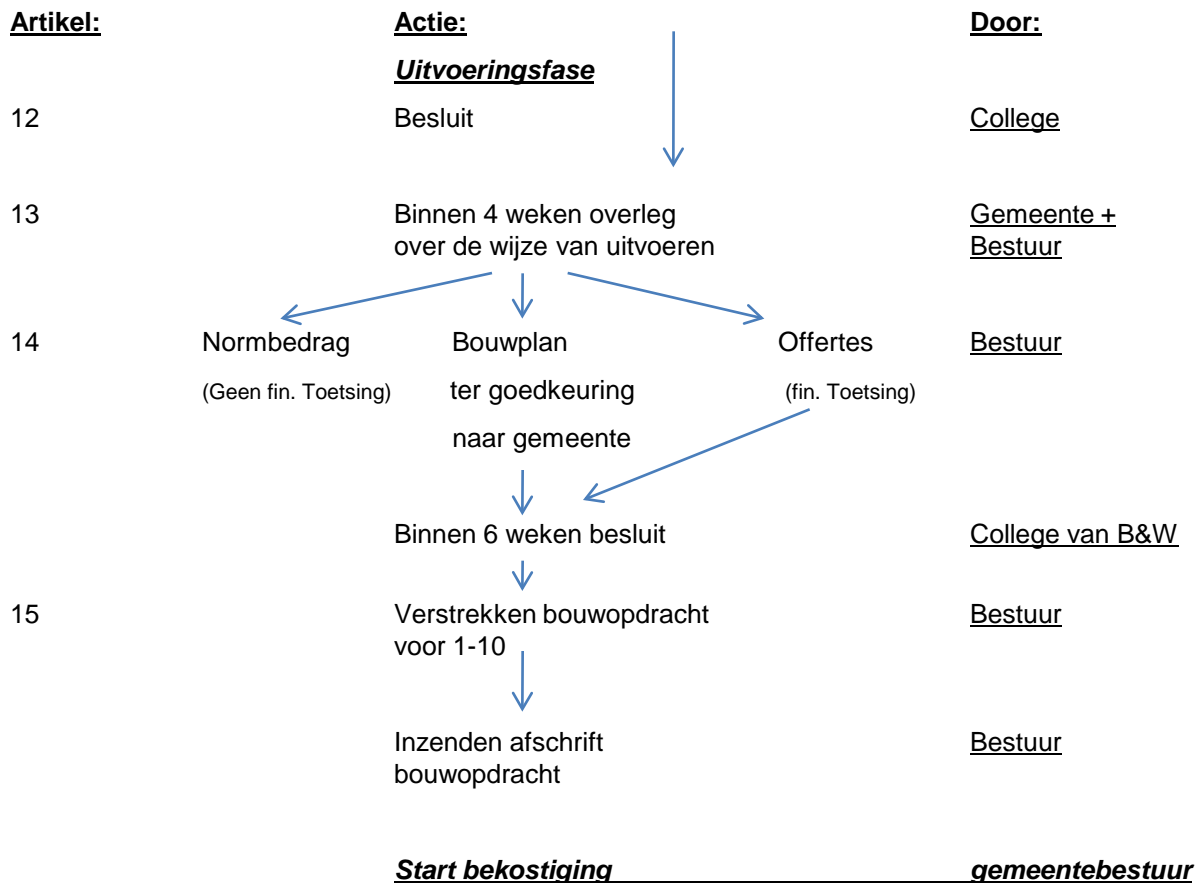 Artikel: Actie: Door:
Uitvoeringsfase
12 Besluit College
13 Binnen 4 weken overleg Gemeente +
over de wijze van uitvoeren Bestuur
14 Normbedrag Bouwplan Offertes Bestuur
(Geen fin. Toetsing) ter goedkeuring (fin. Toetsing)
naar gemeente
Binnen 6 weken besluit College van B&W
15 Verstrekken bouwopdracht Bestuur
voor 1-10
Inzenden afschrift Bestuur
bouwopdracht
Start bekostiging gemeentebestuur